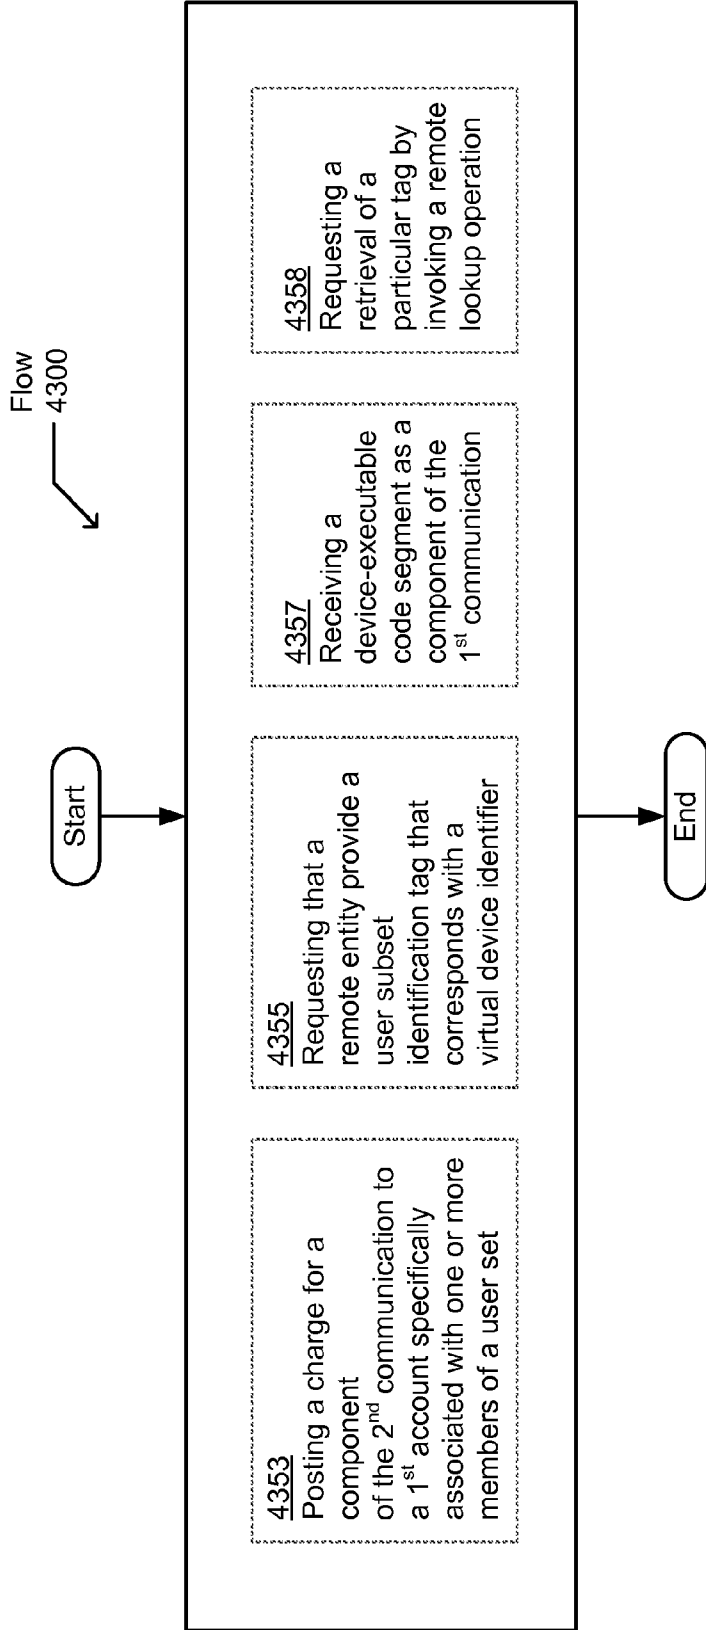 Flow
4300
Start
4353
Posting a charge for a
component
of the 2nd communication to
a 1st account specifically
associated with one or more
members of a user set
4355
Requesting that a
remote entity provide a
user subset
identification tag that
corresponds with a
virtual device identifier
4357
Receiving a
device-executable
code segment as a
component of the
1st communication
4358
Requesting a
retrieval of a
particular tag by
invoking a remote
lookup operation
End